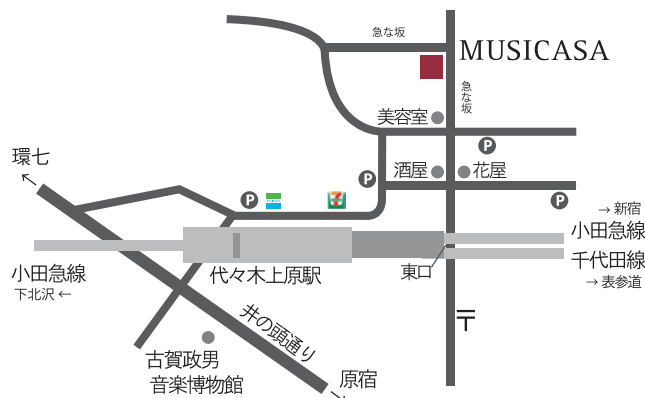 急な坂
MUSICASA
急な坂
美容室
P
環七
酒屋
花屋
P
P
7
P
→ 新宿
小田急線
千代田線
→ 表参道
小田急線
下北沢 ←
代々木上原駅
東口
〒
井の頭通り
古賀政男
音楽博物館
原宿